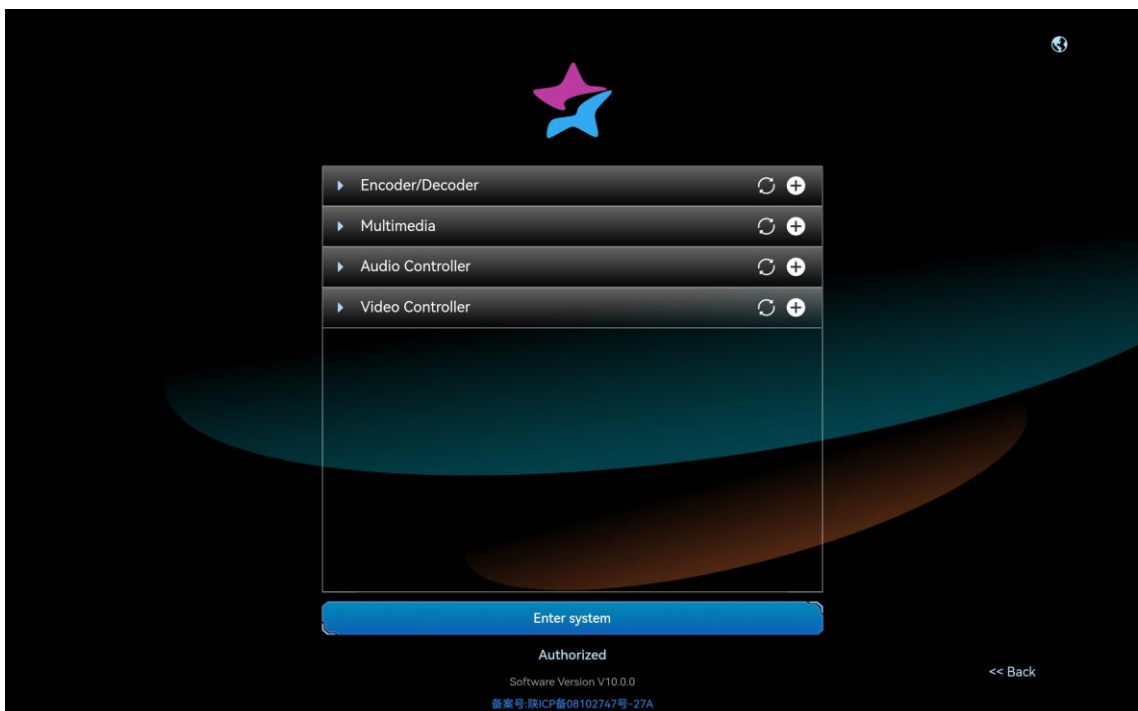 Encoder/Decoder
Multimedia
Audio Controller
Video Controller
Enter system
Authorized
<< Back
Software Version V10.0.0
备案号:陕ICP备08102747号-27A